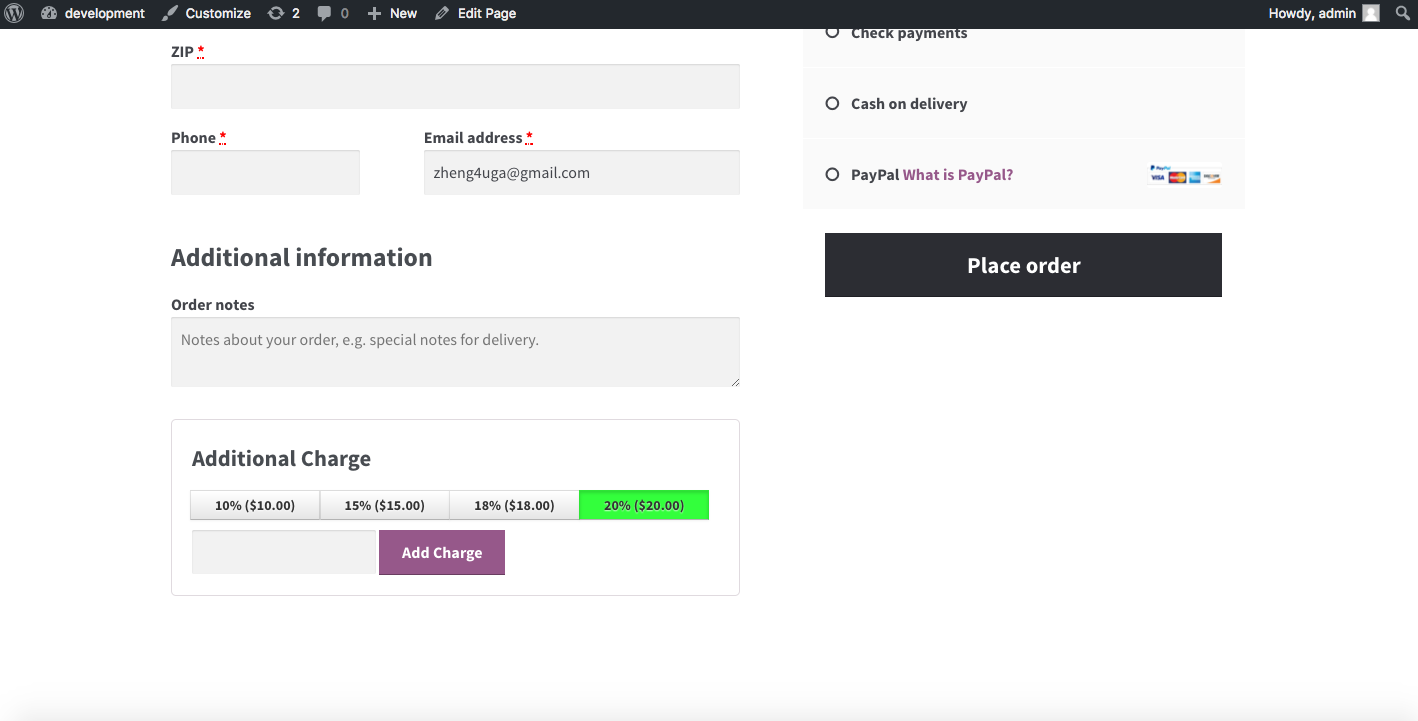 development Customize 2 0 New Edit Page Howdy, admin
ZIP *
Phone * Email address *
zheng4uga@gmail.com
Additional information
Order notes
Notes about your order, e.g. special notes for delivery.
Additional Charge
10% ($10.00) 15% ($15.00) 18% ($18.00) 20% ($20.00)
Add Charge
Check payments
Cash on delivery
PayPal What is PayPal?
PayPal
VISA
Place order